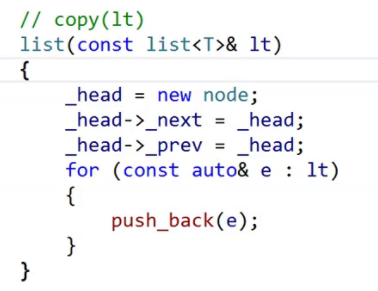 // copy(lt)
list(const list<T>& lt)
{
    _head = new node;
    _head->_next = _head;
    _head->_prev = _head;
    for (const auto& e : lt)
    {
        push_back(e);
    }
}